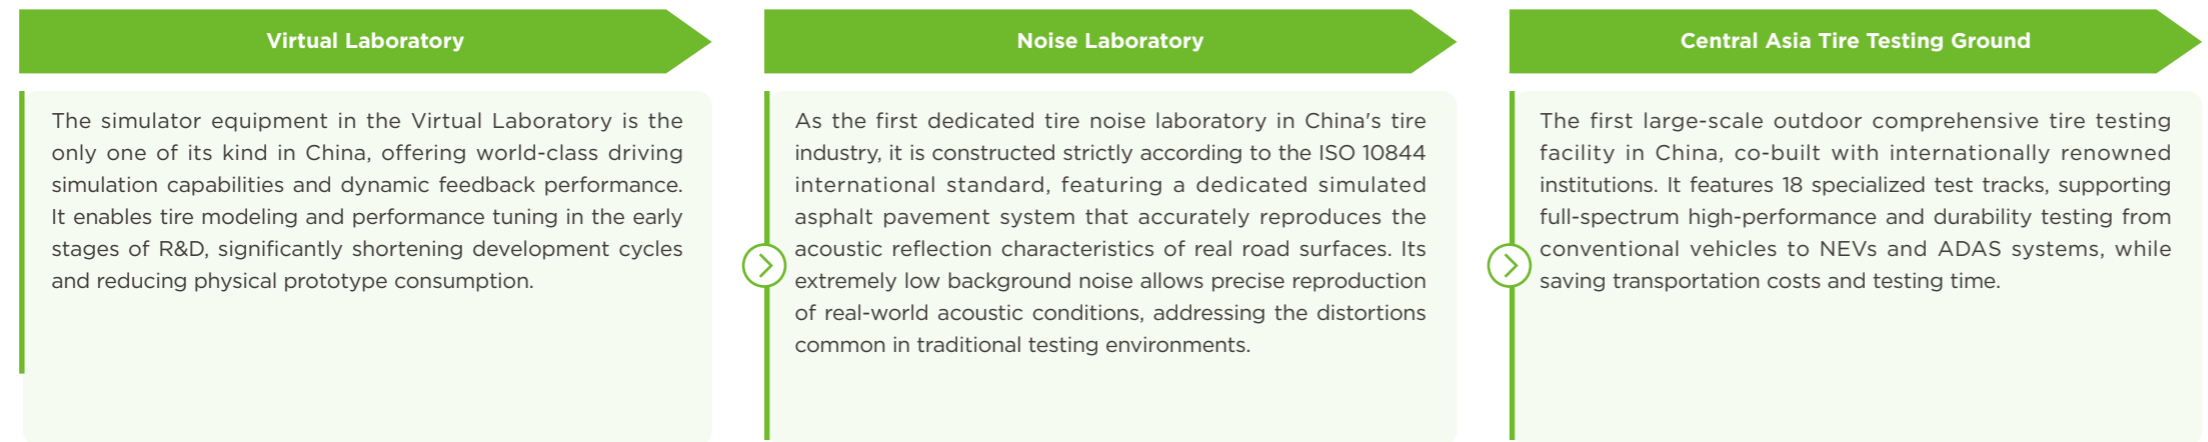 Virtual Laboratory
The simulator equipment in the Virtual Laboratory is the
only one of its kind in China, offering world-class driving
simulation capabilities and dynamic feedback performance.
It enables tire modeling and performance tuning in the early
stages of R&D, significantly shortening development cycles
and reducing physical prototype consumption.
Noise Laboratory
As the first dedicated tire noise laboratory in China's tire
industry, it is constructed strictly according to the ISO 10844
international standard, featuring a dedicated simulated
asphalt pavement system that accurately reproduces the
acoustic reflection characteristics of real road surfaces. Its
extremely low background noise allows precise reproduction
of real-world acoustic conditions, addressing the distortions
common in traditional testing environments.
Central Asia Tire Testing Ground
The first large-scale outdoor comprehensive tire testing
facility in China, co-built with internationally renowned
institutions. It features 18 specialized test tracks, supporting
full-spectrum high-performance and durability testing from
conventional vehicles to NEVs and ADAS systems, while
saving transportation costs and testing time.